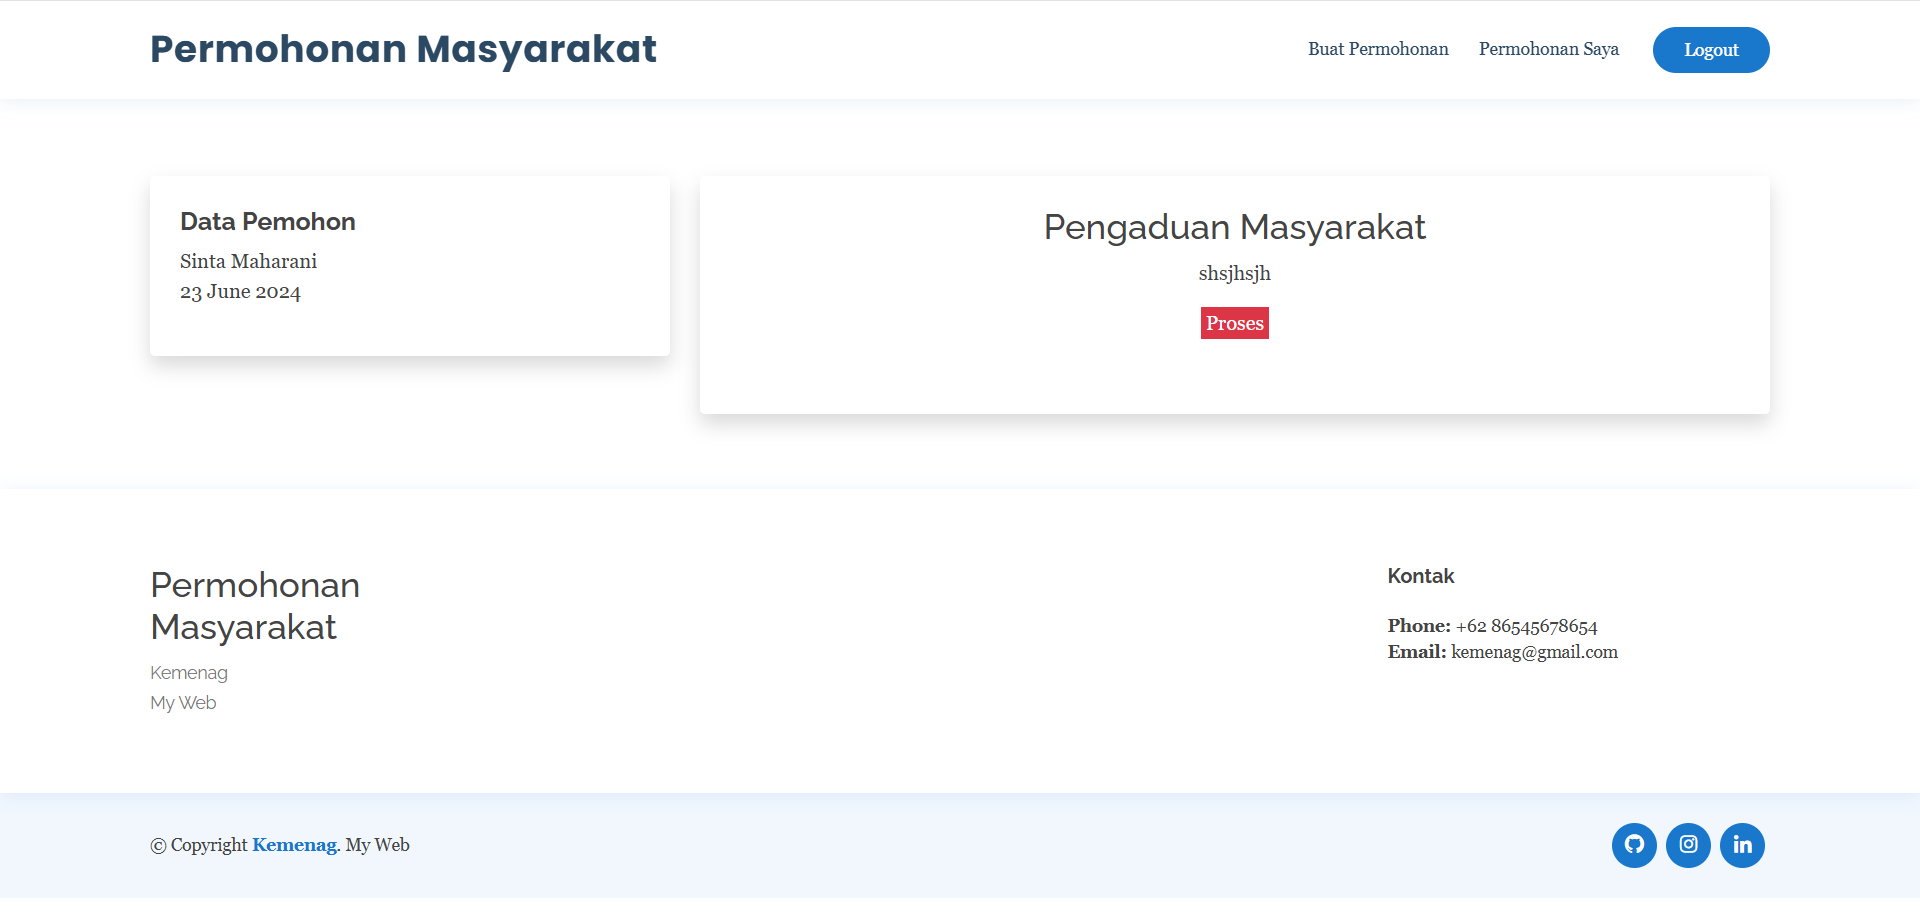 Permohonan Masyarakat
Buat Permohonan
Permohonan Saya
Logout
Data Pemohon
Sinta Maharani
23 June 2024
Pengaduan Masyarakat
shsjhsjh
Proses
Permohonan
Masyarakat
Kemenag
My Web
Kontak
Phone: +62 86545678654
Email: kemenag@gmail.com
© Copyright Kemenag. My Web